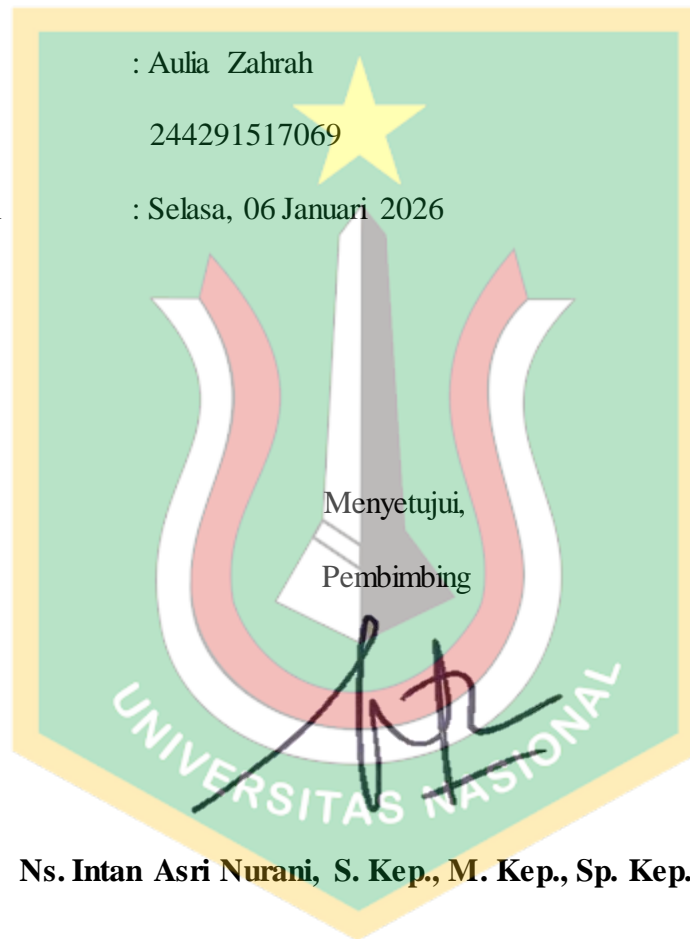 : Aulia Zahrah
244291517069
: Selasa, 06 Januari 2026
Menyetujui,
Pembimbing
UNIVERSITAS NASIONAL
Ns. Intan Asri Nurani, S. Kep., M. Kep., Sp. Kep.